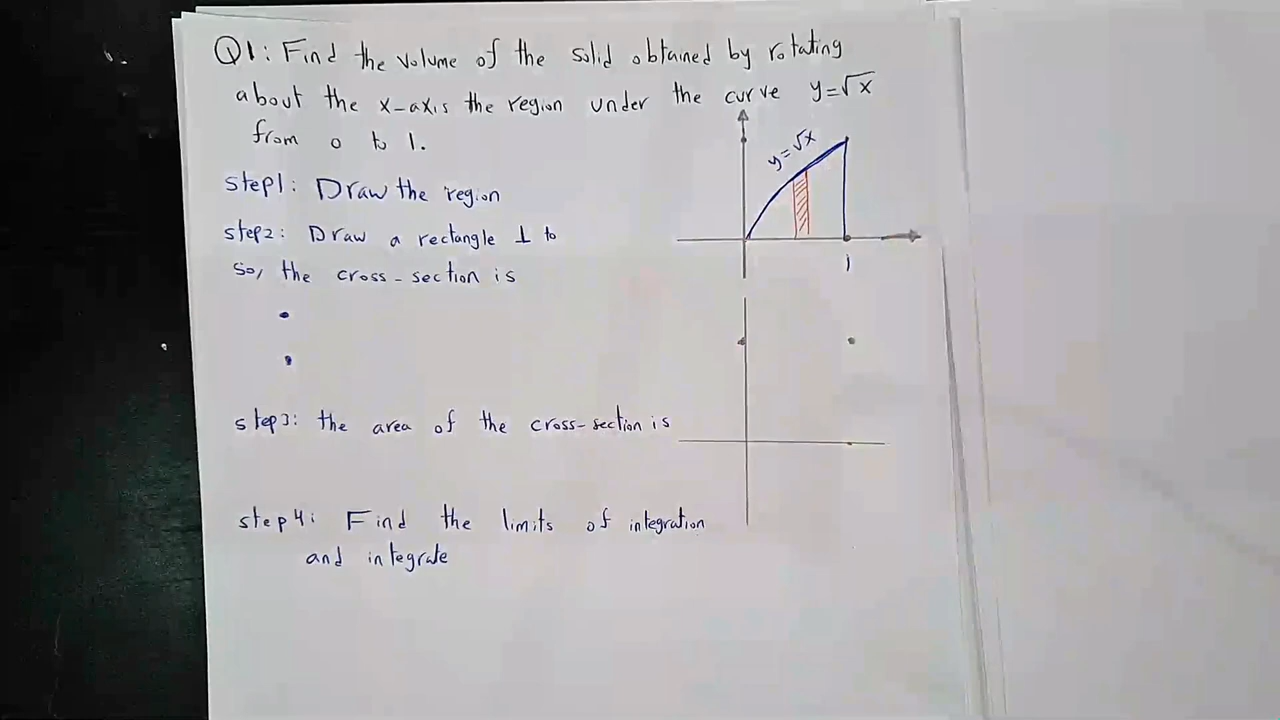 Q1: Find the volume of the solid obtained by rotating
about the x-axis the region under the curve y=√x
from 0 to 1.
step1: Draw the region
step2: Draw a rectangle ⊥ to
so, the cross-section is
step3: the area of the cross-section is
step4: Find the limits of integration
and integrate
y=√x
1